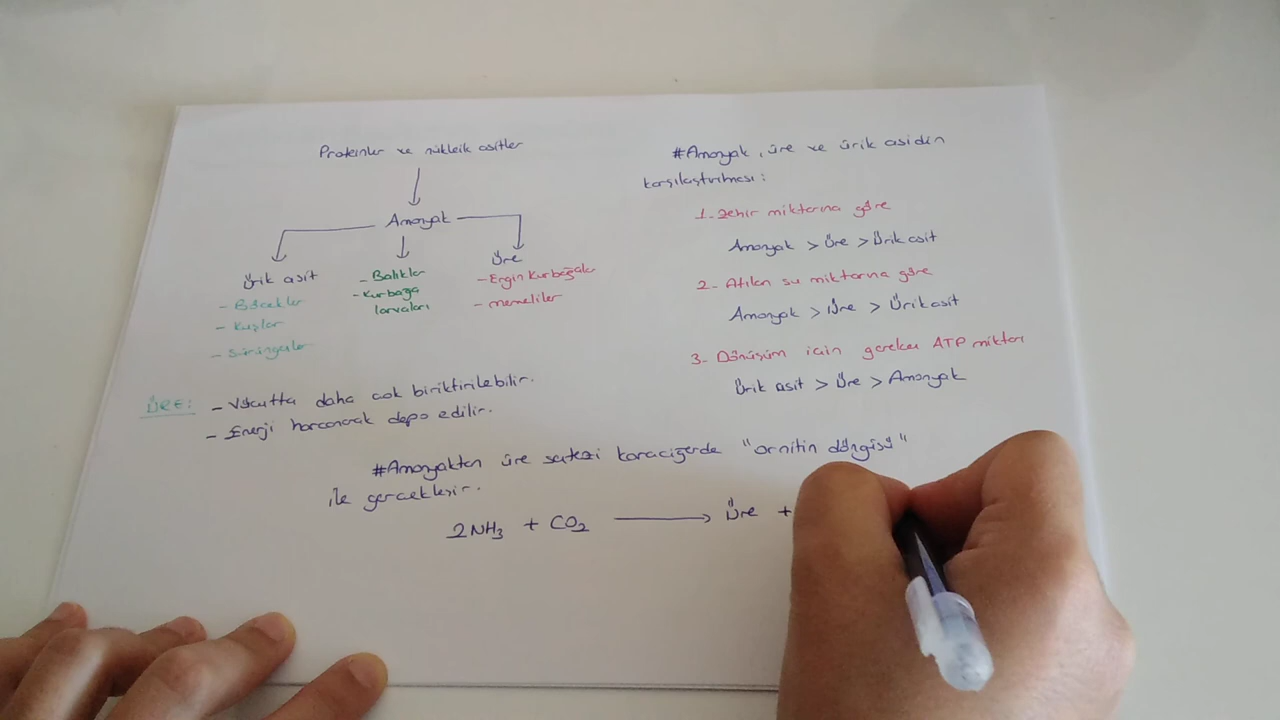 Proteinler ve nükleik asitler
Amonyak
Ürik asit
- Böcekler
- Kuşlar
- Sürüngenler
- Balıklar
- Kurbağa
larvaları
Üre
- Ergin kurbağalar
- memeliler
ÜRE: - Vücutta daha çok biriktirilebilir.
- Enerji harcanarak depo edilir.
#Amonyak, üre ve ürik asidin
karşılaştırılması:
1- Zehir miktarına göre
Amonyak > Üre > Ürik asit
2- Atılan su miktarına göre
Amonyak > Üre > Ürik asit
3- Dönüşüm için gereken ATP miktarı
Ürik asit > Üre > Amonyak
#Amonyaktan üre sentezi karaciğerde "ornitin döngüsü"
ile gerçekleşir.
2NH₃ + CO₂ → Üre +